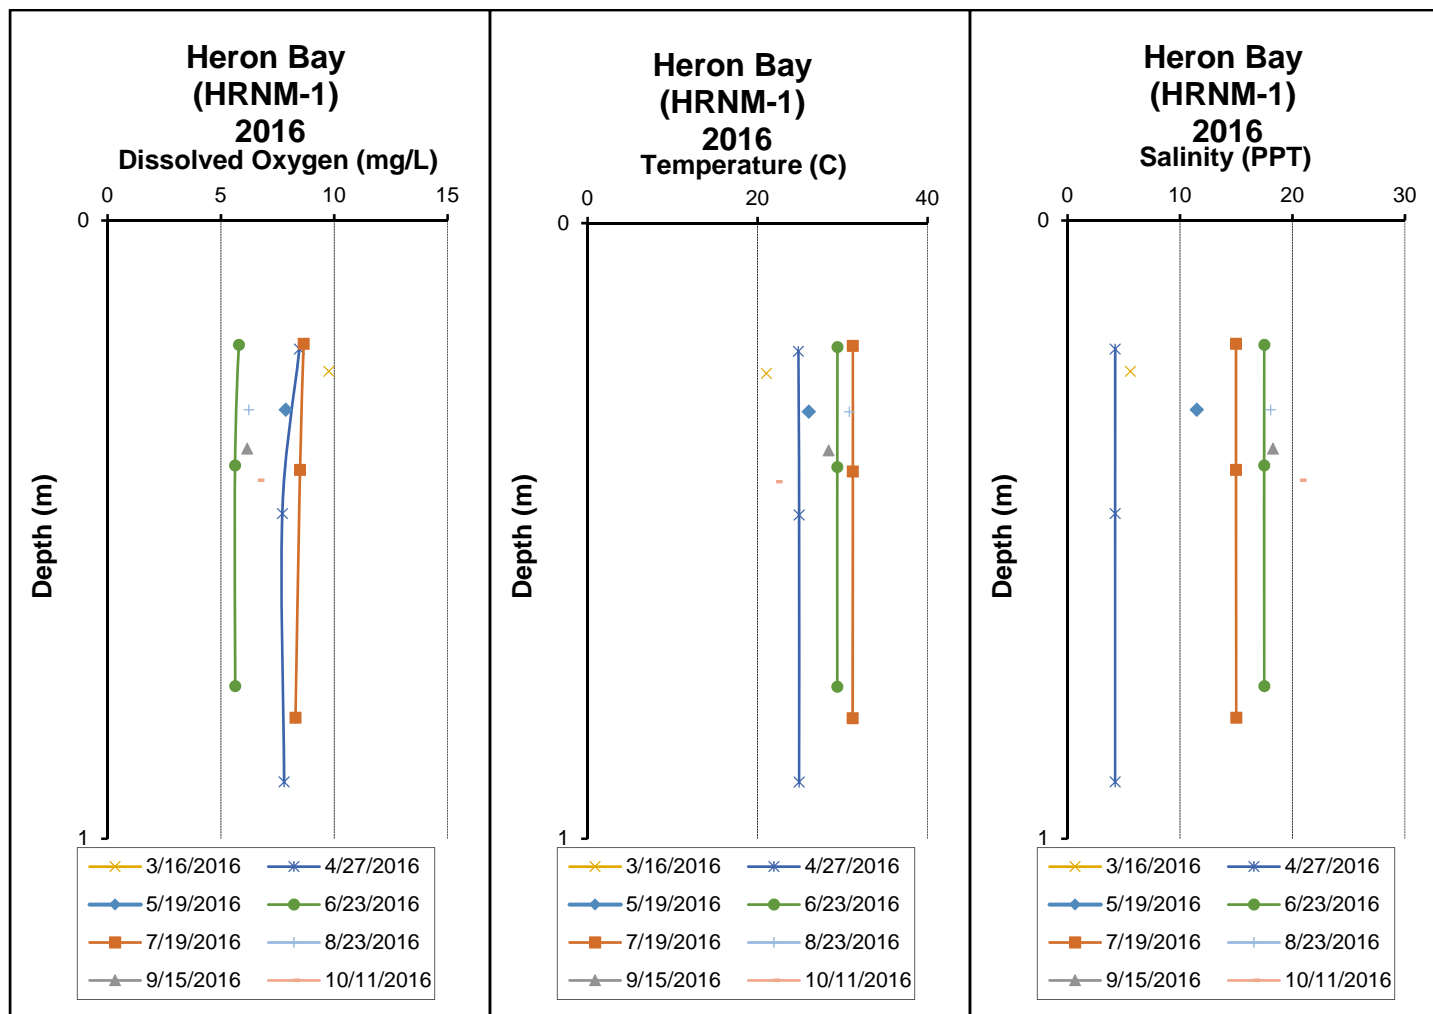 Heron Bay
(HRNM-1)
2016
Dissolved Oxygen (mg/L)
0 5 10 15
0
Depth (m)
1
3/16/2016 4/27/2016
5/19/2016 6/23/2016
7/19/2016 8/23/2016
9/15/2016 10/11/2016
Heron Bay
(HRNM-1)
2016
Temperature (C)
0 20 40
0
Depth (m)
1
3/16/2016 4/27/2016
5/19/2016 6/23/2016
7/19/2016 8/23/2016
9/15/2016 10/11/2016
Heron Bay
(HRNM-1)
2016
Salinity (PPT)
0 10 20 30
0
Depth (m)
1
3/16/2016 4/27/2016
5/19/2016 6/23/2016
7/19/2016 8/23/2016
9/15/2016 10/11/2016